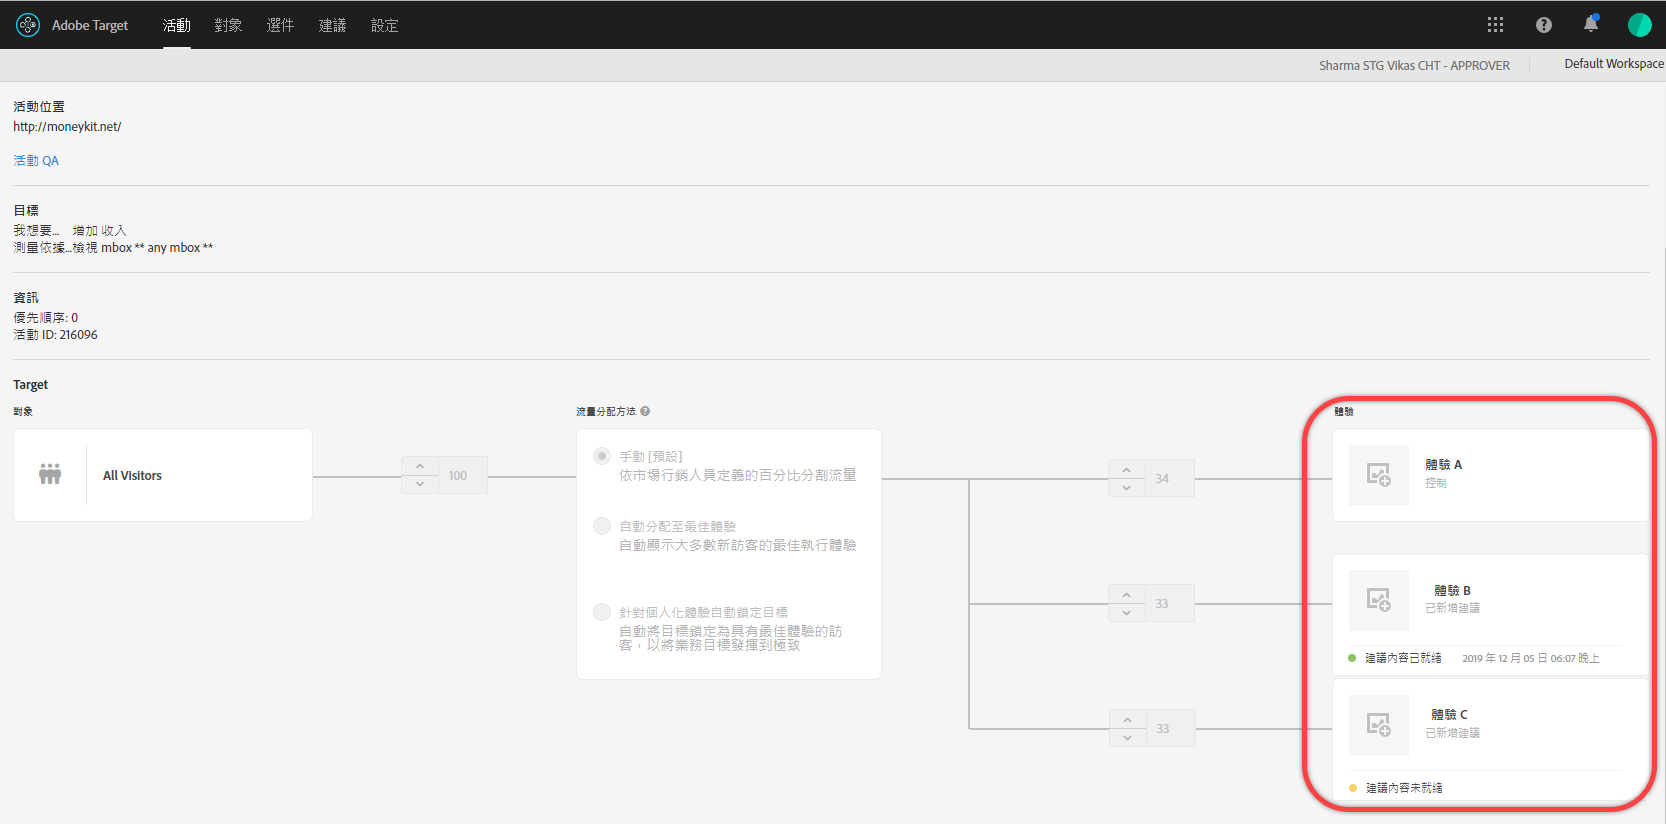 Adobe Target 活動 對象 選件 建議 設定
Sharma STG Vikas CHT - APPROVER Default Workspace
活動位置
http://moneykit.net/
活動 QA
目標
我想要... 增加 收入
測量依據...檢視 mbox ** any mbox **
資訊
優先順序: 0
活動 ID: 216096
Target
對象
流量分配方法
體驗
All Visitors
100
手動 [預設]
依市場行銷人員定義的百分比分割流量
自動分配至最佳體驗
自動顯示大多數新訪客的最佳執行體驗
針對個人化體驗自動鎖定目標
自動將目標鎖定為具有最佳體驗的訪
客，以將業務目標發揮到極致
34
體驗 A
控制
33
體驗 B
已新增建議
建議內容已就緒 2019 年 12 月 05 日 06:07 晚上
33
體驗 C
已新增建議
建議內容未就緒